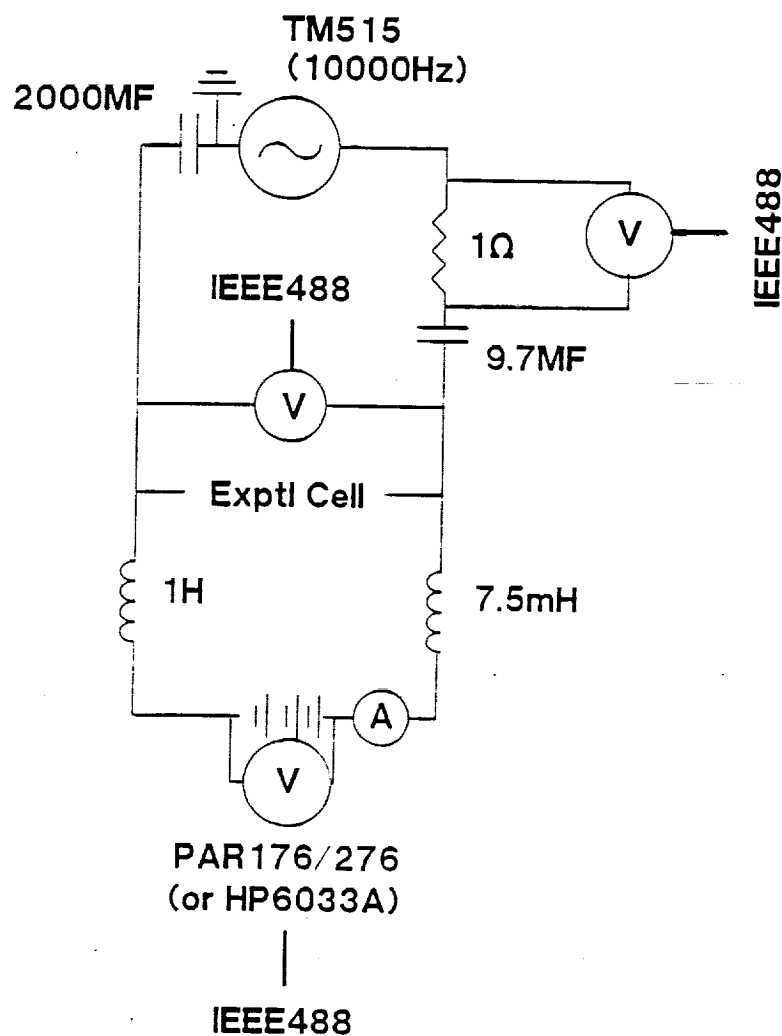 TM515
(10000Hz)
2000MF
1Ω
V
IEEE488
IEEE488
9.7MF
V
Exptl Cell
1H
7.5mH
A
V
PAR176/276
(or HP6033A)
IEEE488